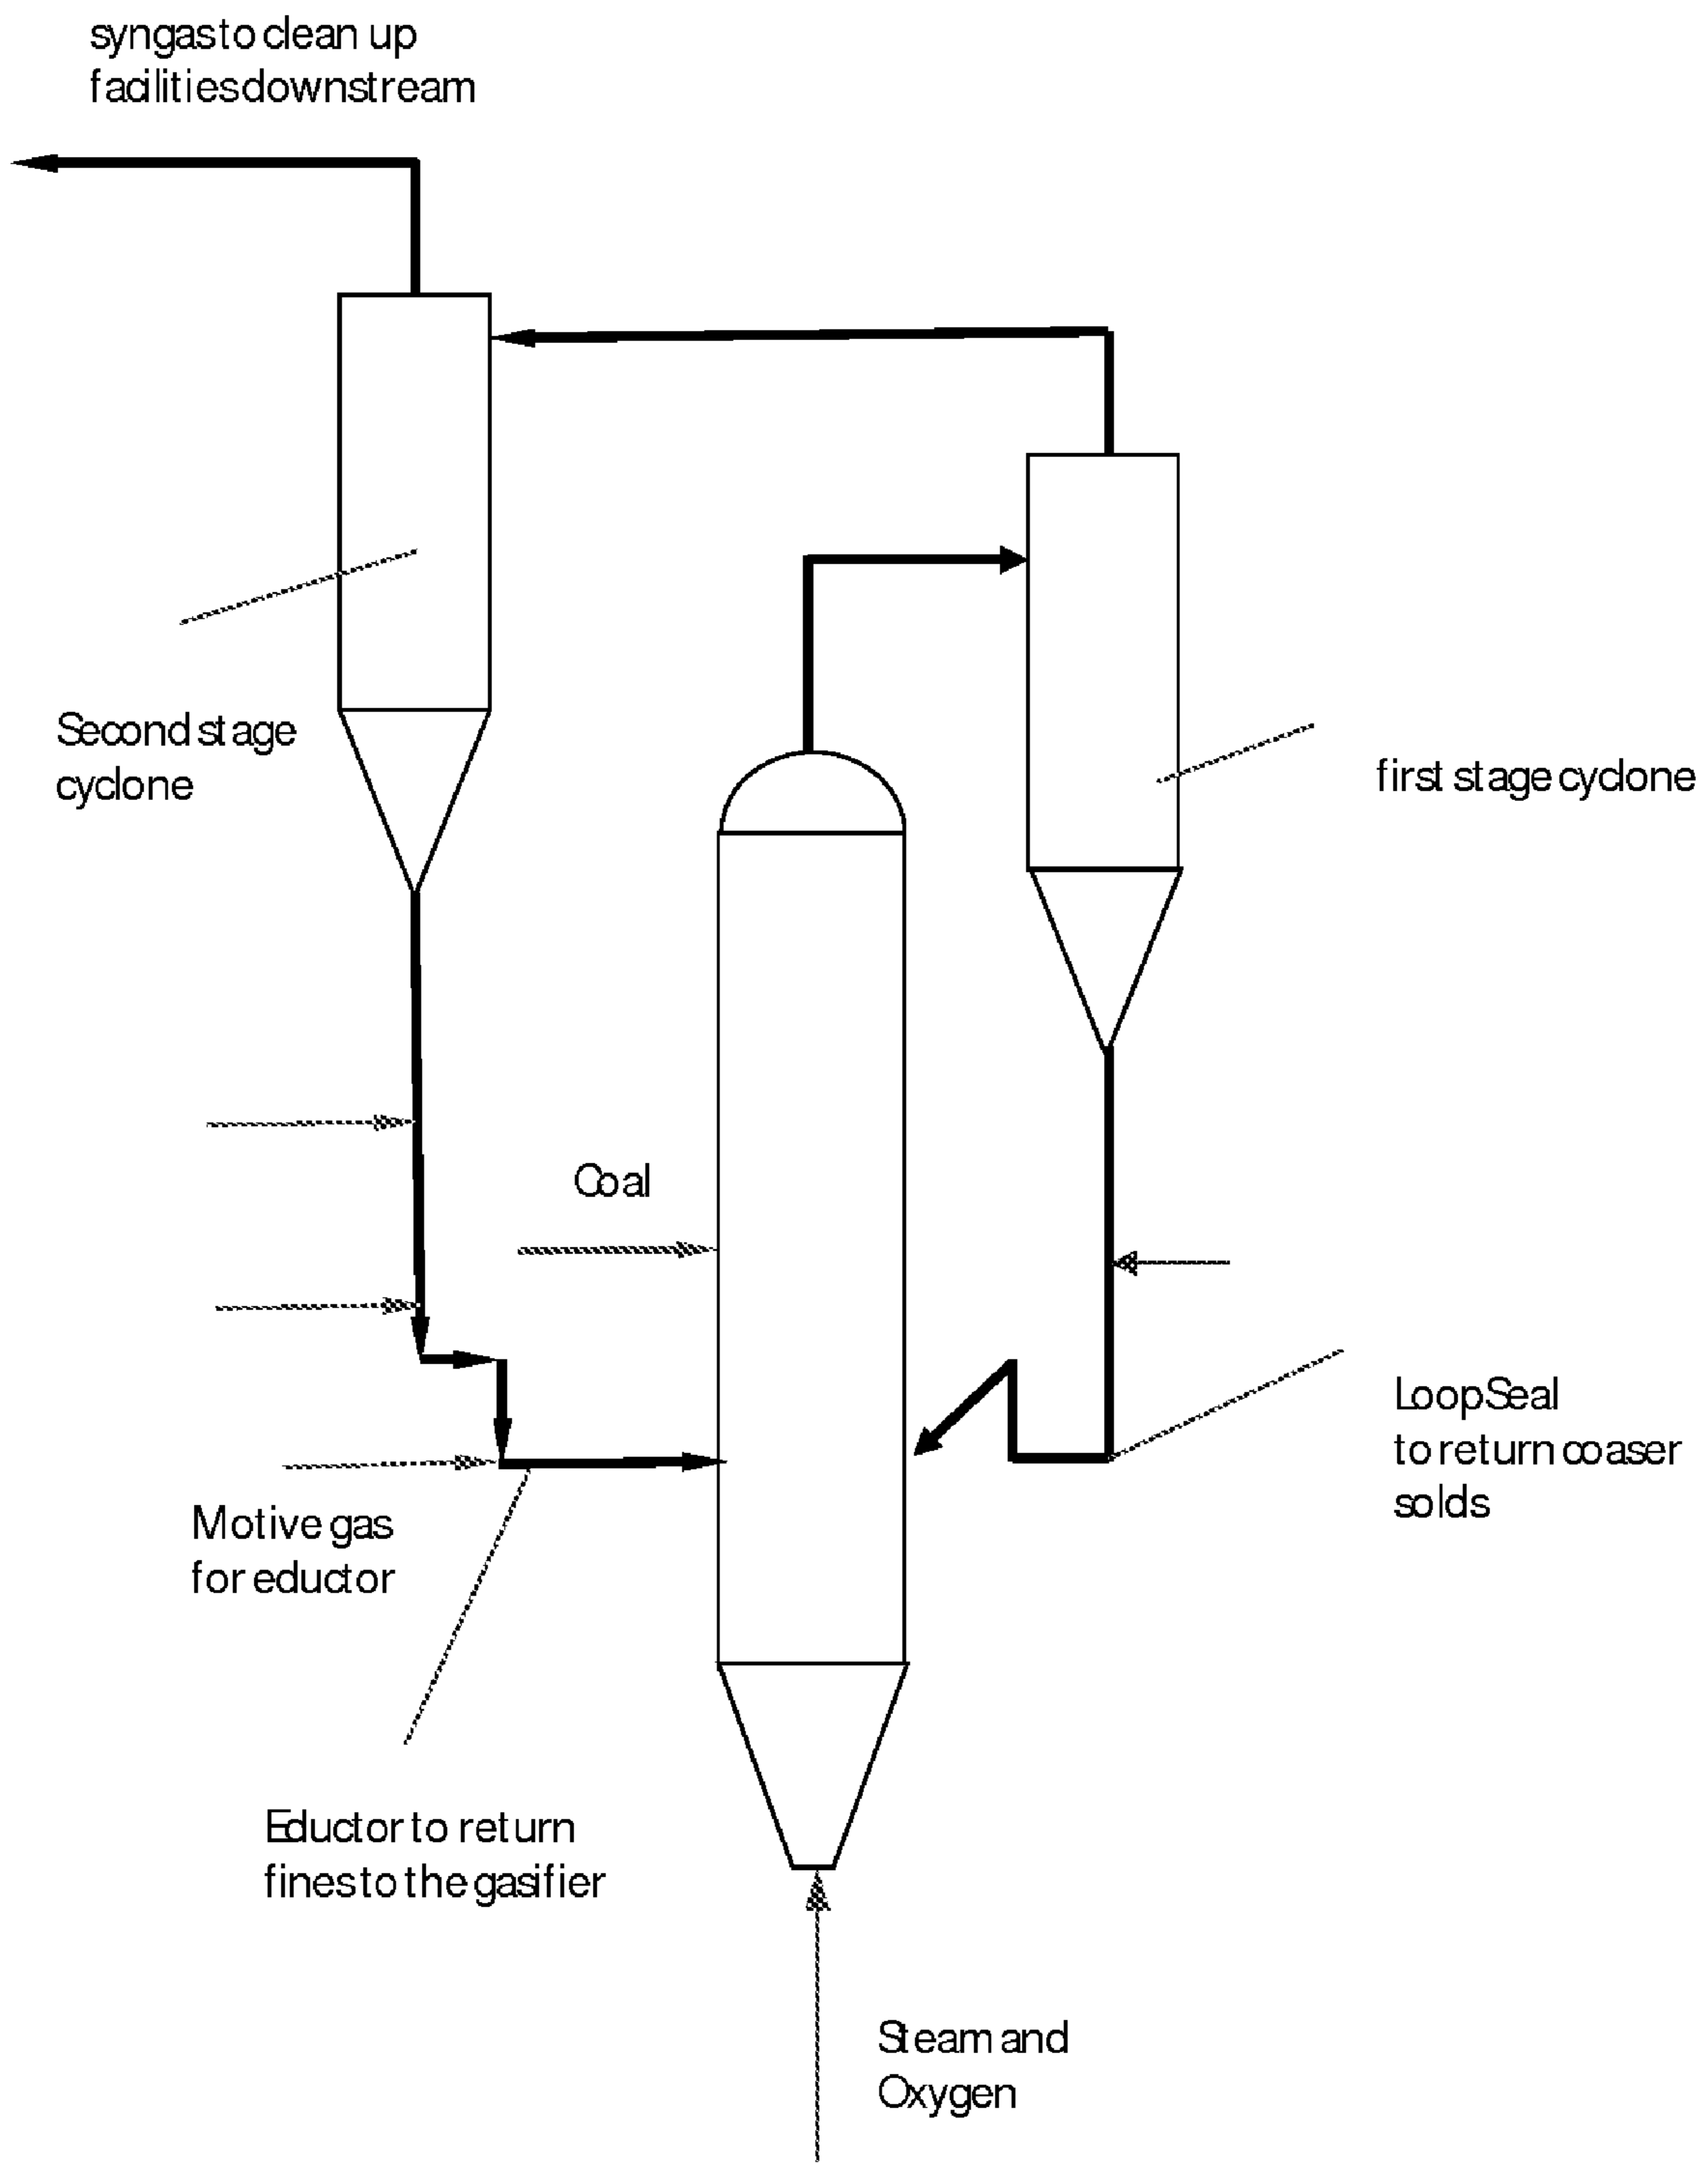 syngas to clean up
facilities downstream
Second stage
cyclone
first stage cyclone
Coal
Loop Seal
to return coaser
solds
Motive gas
for eductor
Eductor to return
fines to the gasifier
Steam and
Oxygen